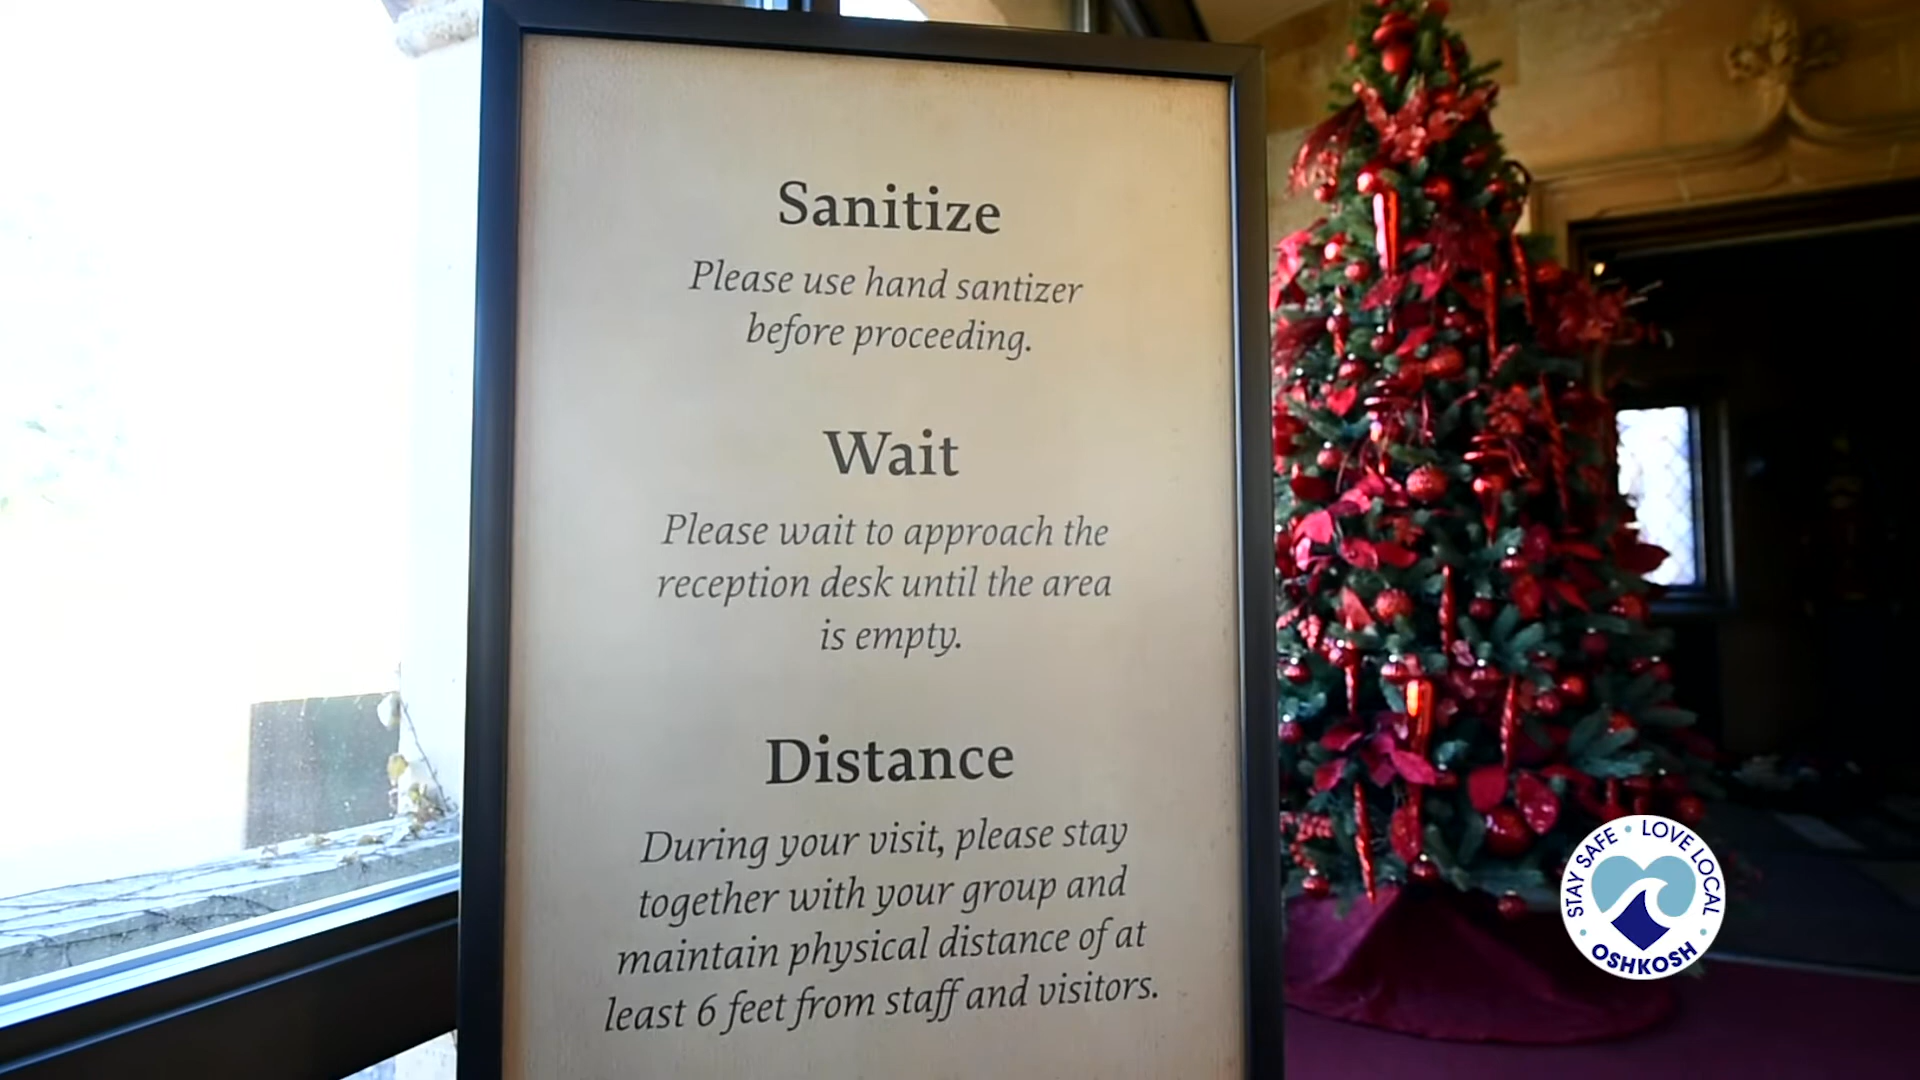 Sanitize
Please use hand santizer
before proceeding.
Wait
Please wait to approach the
reception desk until the area
is empty.
Distance
During your visit, please stay
together with your group and
maintain physical distance of at
least 6 feet from staff and visitors.
STAY SAFE • LOVE LOCAL
• OSHKOSH •